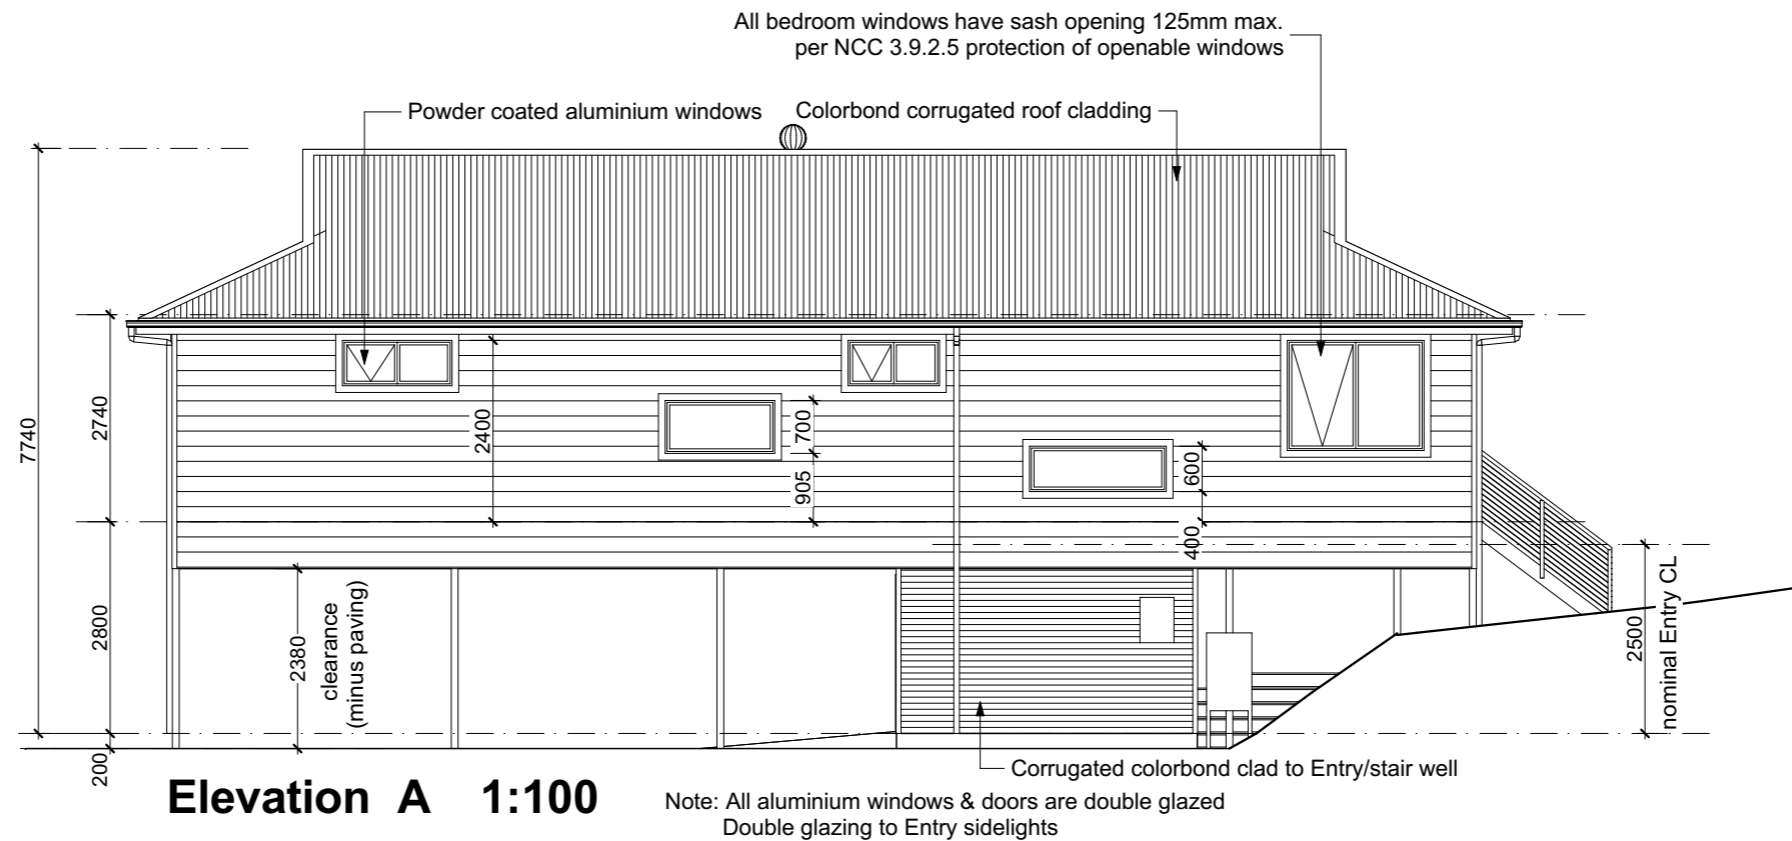 All bedroom windows have sash opening 125mm max.
per NCC 3.9.2.5 protection of openable windows
Powder coated aluminium windows
Colorbond corrugated roof cladding
7740
2740
2400
700
905
600
400
2800
2380
clearance
(minus paving)
2500
nominal Entry CL
200
Corrugated colorbond clad to Entry/stair well
Elevation A 1:100
Note: All aluminium windows & doors are double glazed
Double glazing to Entry sidelights